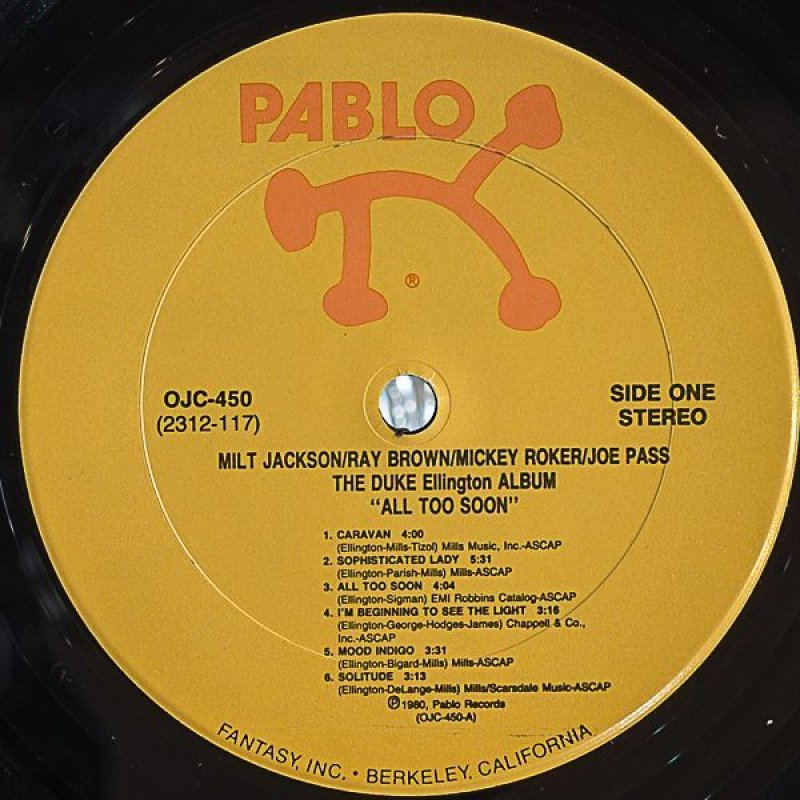 PABLO
®
OJC-450
(2312-117)
SIDE ONE
STEREO
MILT JACKSON/RAY BROWN/MICKEY ROKER/JOE PASS
THE DUKE Ellington ALBUM
"ALL TOO SOON"
1. CARAVAN 4:00
(Ellington-Mills-Tizol) Mills Music, Inc.-ASCAP
2. SOPHISTICATED LADY 5:31
(Ellington-Parish-Mills) Mills-ASCAP
3. ALL TOO SOON 4:04
(Ellington-Sigman) EMI Robbins Catalog-ASCAP
4. I'M BEGINNING TO SEE THE LIGHT 3:16
(Ellington-George-Hodges-James) Chappell & Co.,
Inc.-ASCAP
5. MOOD INDIGO 3:31
(Ellington-Bigard-Mills) Mills-ASCAP
6. SOLITUDE 3:13
(Ellington-DeLange-Mills) Mills/Scarsdale Music-ASCAP
℗1980, Pablo Records
(OJC-450-A)
FANTASY, INC. • BERKELEY, CALIFORNIA